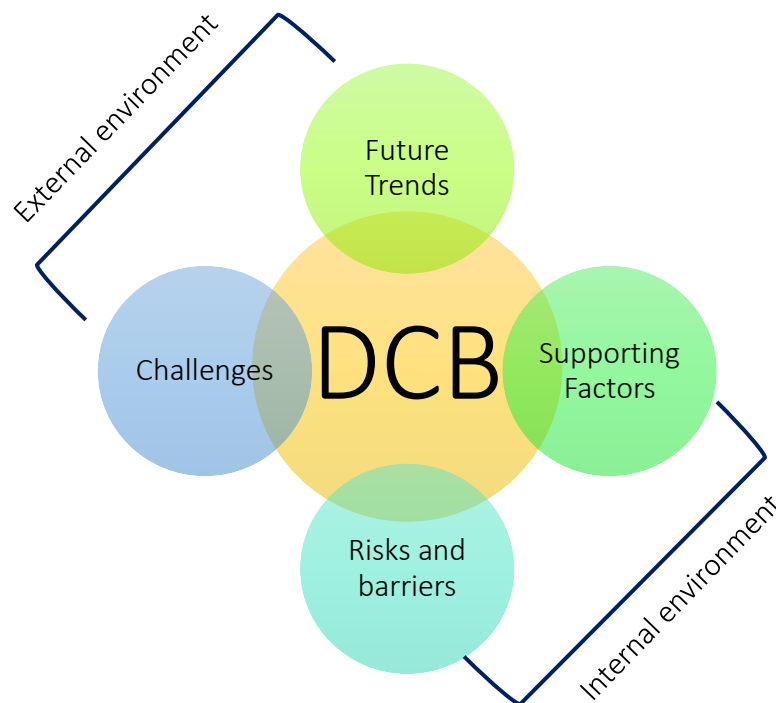 External environment
Future
Trends
Challenges
DCB
Supporting
Factors
Risks and
barriers
Internal environment